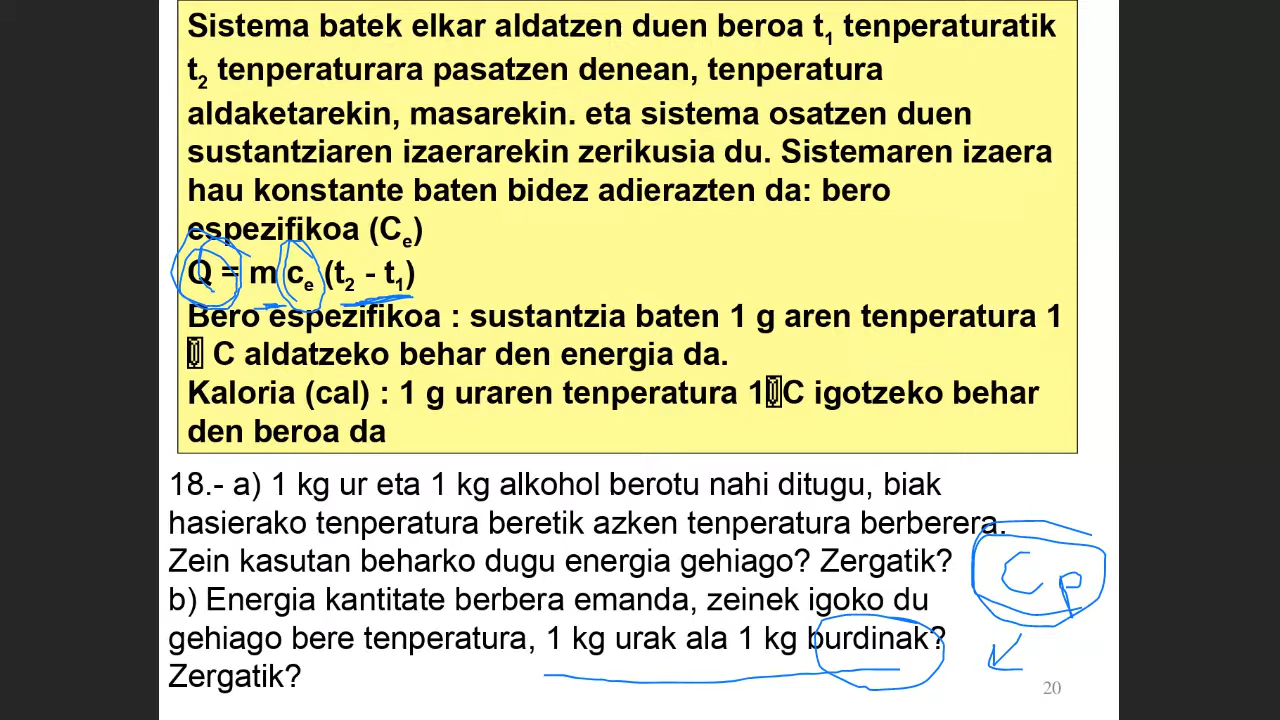 Sistema batek elkar aldatzen duen beroa t₁ tenperaturatik
t₂ tenperaturara pasatzen denean, tenperatura
aldaketarekin, masarekin. eta sistema osatzen duen
sustantziaren izaerarekin zerikusia du. Sistemaren izaera
hau konstante baten bidez adierazten da: bero
espezifikoa (Cₑ)
Q = m cₑ (t₂ - t₁)
Bero espezifikoa : sustantzia baten 1 g aren tenperatura 1
C aldatzeko behar den energia da.
Kaloria (cal) : 1 g uraren tenperatura 1 C igotzeko behar
den beroa da
18.- a) 1 kg ur eta 1 kg alkohol berotu nahi ditugu, biak
hasierako tenperatura beretik azken tenperatura berberera.
Zein kasutan beharko dugu energia gehiago? Zergatik?
Cp
b) Energia kantitate berbera emanda, zeinek igoko du
gehiago bere tenperatura, 1 kg urak ala 1 kg burdinak?
Zergatik?
20